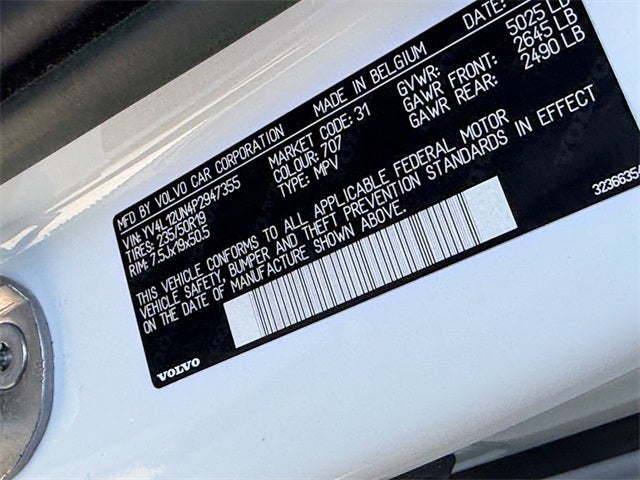 MFD BY VOLVO CAR CORPORATION MADE IN BELGIUM DATE:
VIN: YV4L12UN4P2947355 MARKET CODE: 31 GVWR: 5025 LB
TIRES: 235/50R19 COLOUR: 707 GAWR FRONT: 2645 LB
RIM: 7.5Jx19x50.5 TYPE: MPV GAWR REAR: 2490 LB
THIS VEHICLE CONFORMS TO ALL APPLICABLE FEDERAL MOTOR
VEHICLE SAFETY, BUMPER, AND THEFT PREVENTION STANDARDS IN EFFECT
ON THE DATE OF MANUFACTURE SHOWN ABOVE.
3236635
VOLVO